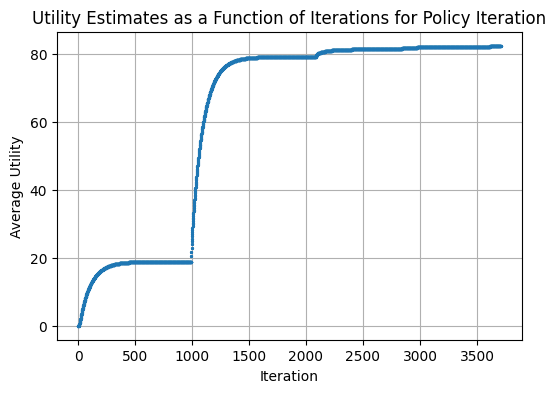 Utility Estimates as a Function of Iterations for Policy Iteration
Average Utility
80
60
40
20
0
0 500 1000 1500 2000 2500 3000 3500
Iteration